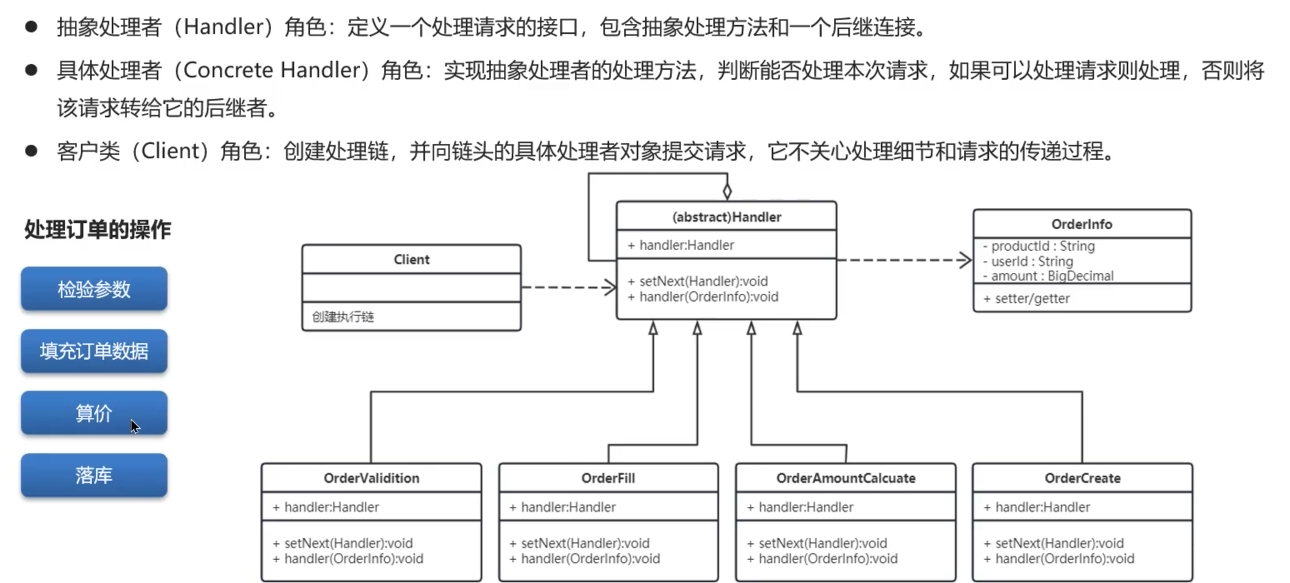 ● 抽象处理者（Handler）角色：定义一个处理请求的接口，包含抽象处理方法和一个后继连接。
● 具体处理者（Concrete Handler）角色：实现抽象处理者的处理方法，判断能否处理本次请求，如果可以处理请求则处理，否则将
该请求转给它的后继者。
● 客户类（Client）角色：创建处理链，并向链头的具体处理者对象提交请求，它不关心处理细节和请求的传递过程。
处理订单的操作
检验参数
填充订单数据
算价
落库
Client
创建执行链
(abstract)Handler
+ handler:Handler
+ setNext(Handler):void
+ handler(OrderInfo):void
OrderInfo
- productId : String
- userId : String
- amount : BigDecimal
+ setter/getter
OrderValidition
+ handler:Handler
+ setNext(Handler):void
+ handler(OrderInfo):void
OrderFill
+ handler:Handler
+ setNext(Handler):void
+ handler(OrderInfo):void
OrderAmountCalcuate
+ handler:Handler
+ setNext(Handler):void
+ handler(OrderInfo):void
OrderCreate
+ handler:Handler
+ setNext(Handler):void
+ handler(OrderInfo):void